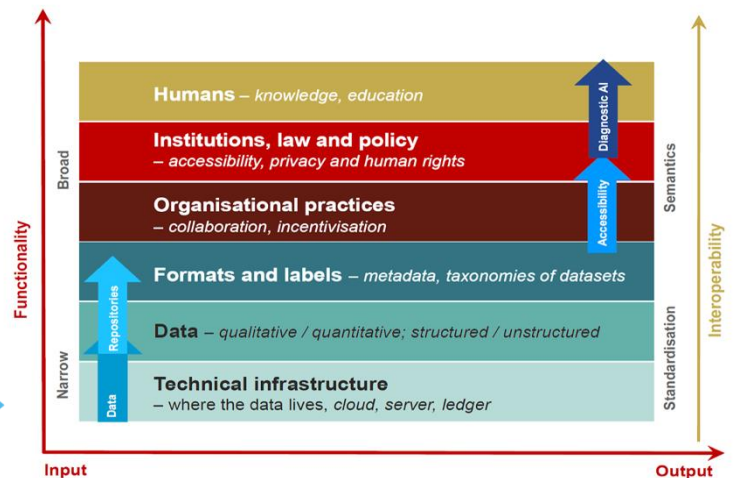 Humans – knowledge, education
Institutions, law and policy
– accessibility, privacy and human rights
Organisational practices
– collaboration, incentivisation
Formats and labels – metadata, taxonomies of datasets
Data – qualitative / quantitative; structured / unstructured
Technical infrastructure
– where the data lives, cloud, server, ledger
Functionality
Broad
Narrow
Repositories
Data
Diagnostic AI
Accessibility
Semantics
Standardisation
Interoperability
Input
Output